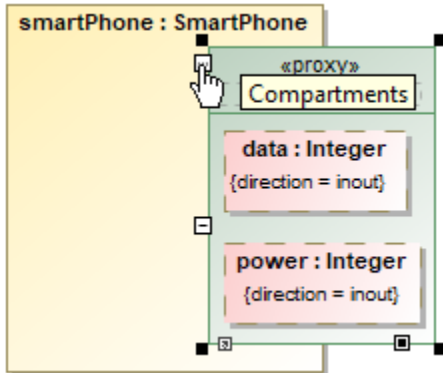 smartPhone : SmartPhone
«proxy»
Compartments
data : Integer
{direction = inout}
power : Integer
{direction = inout}